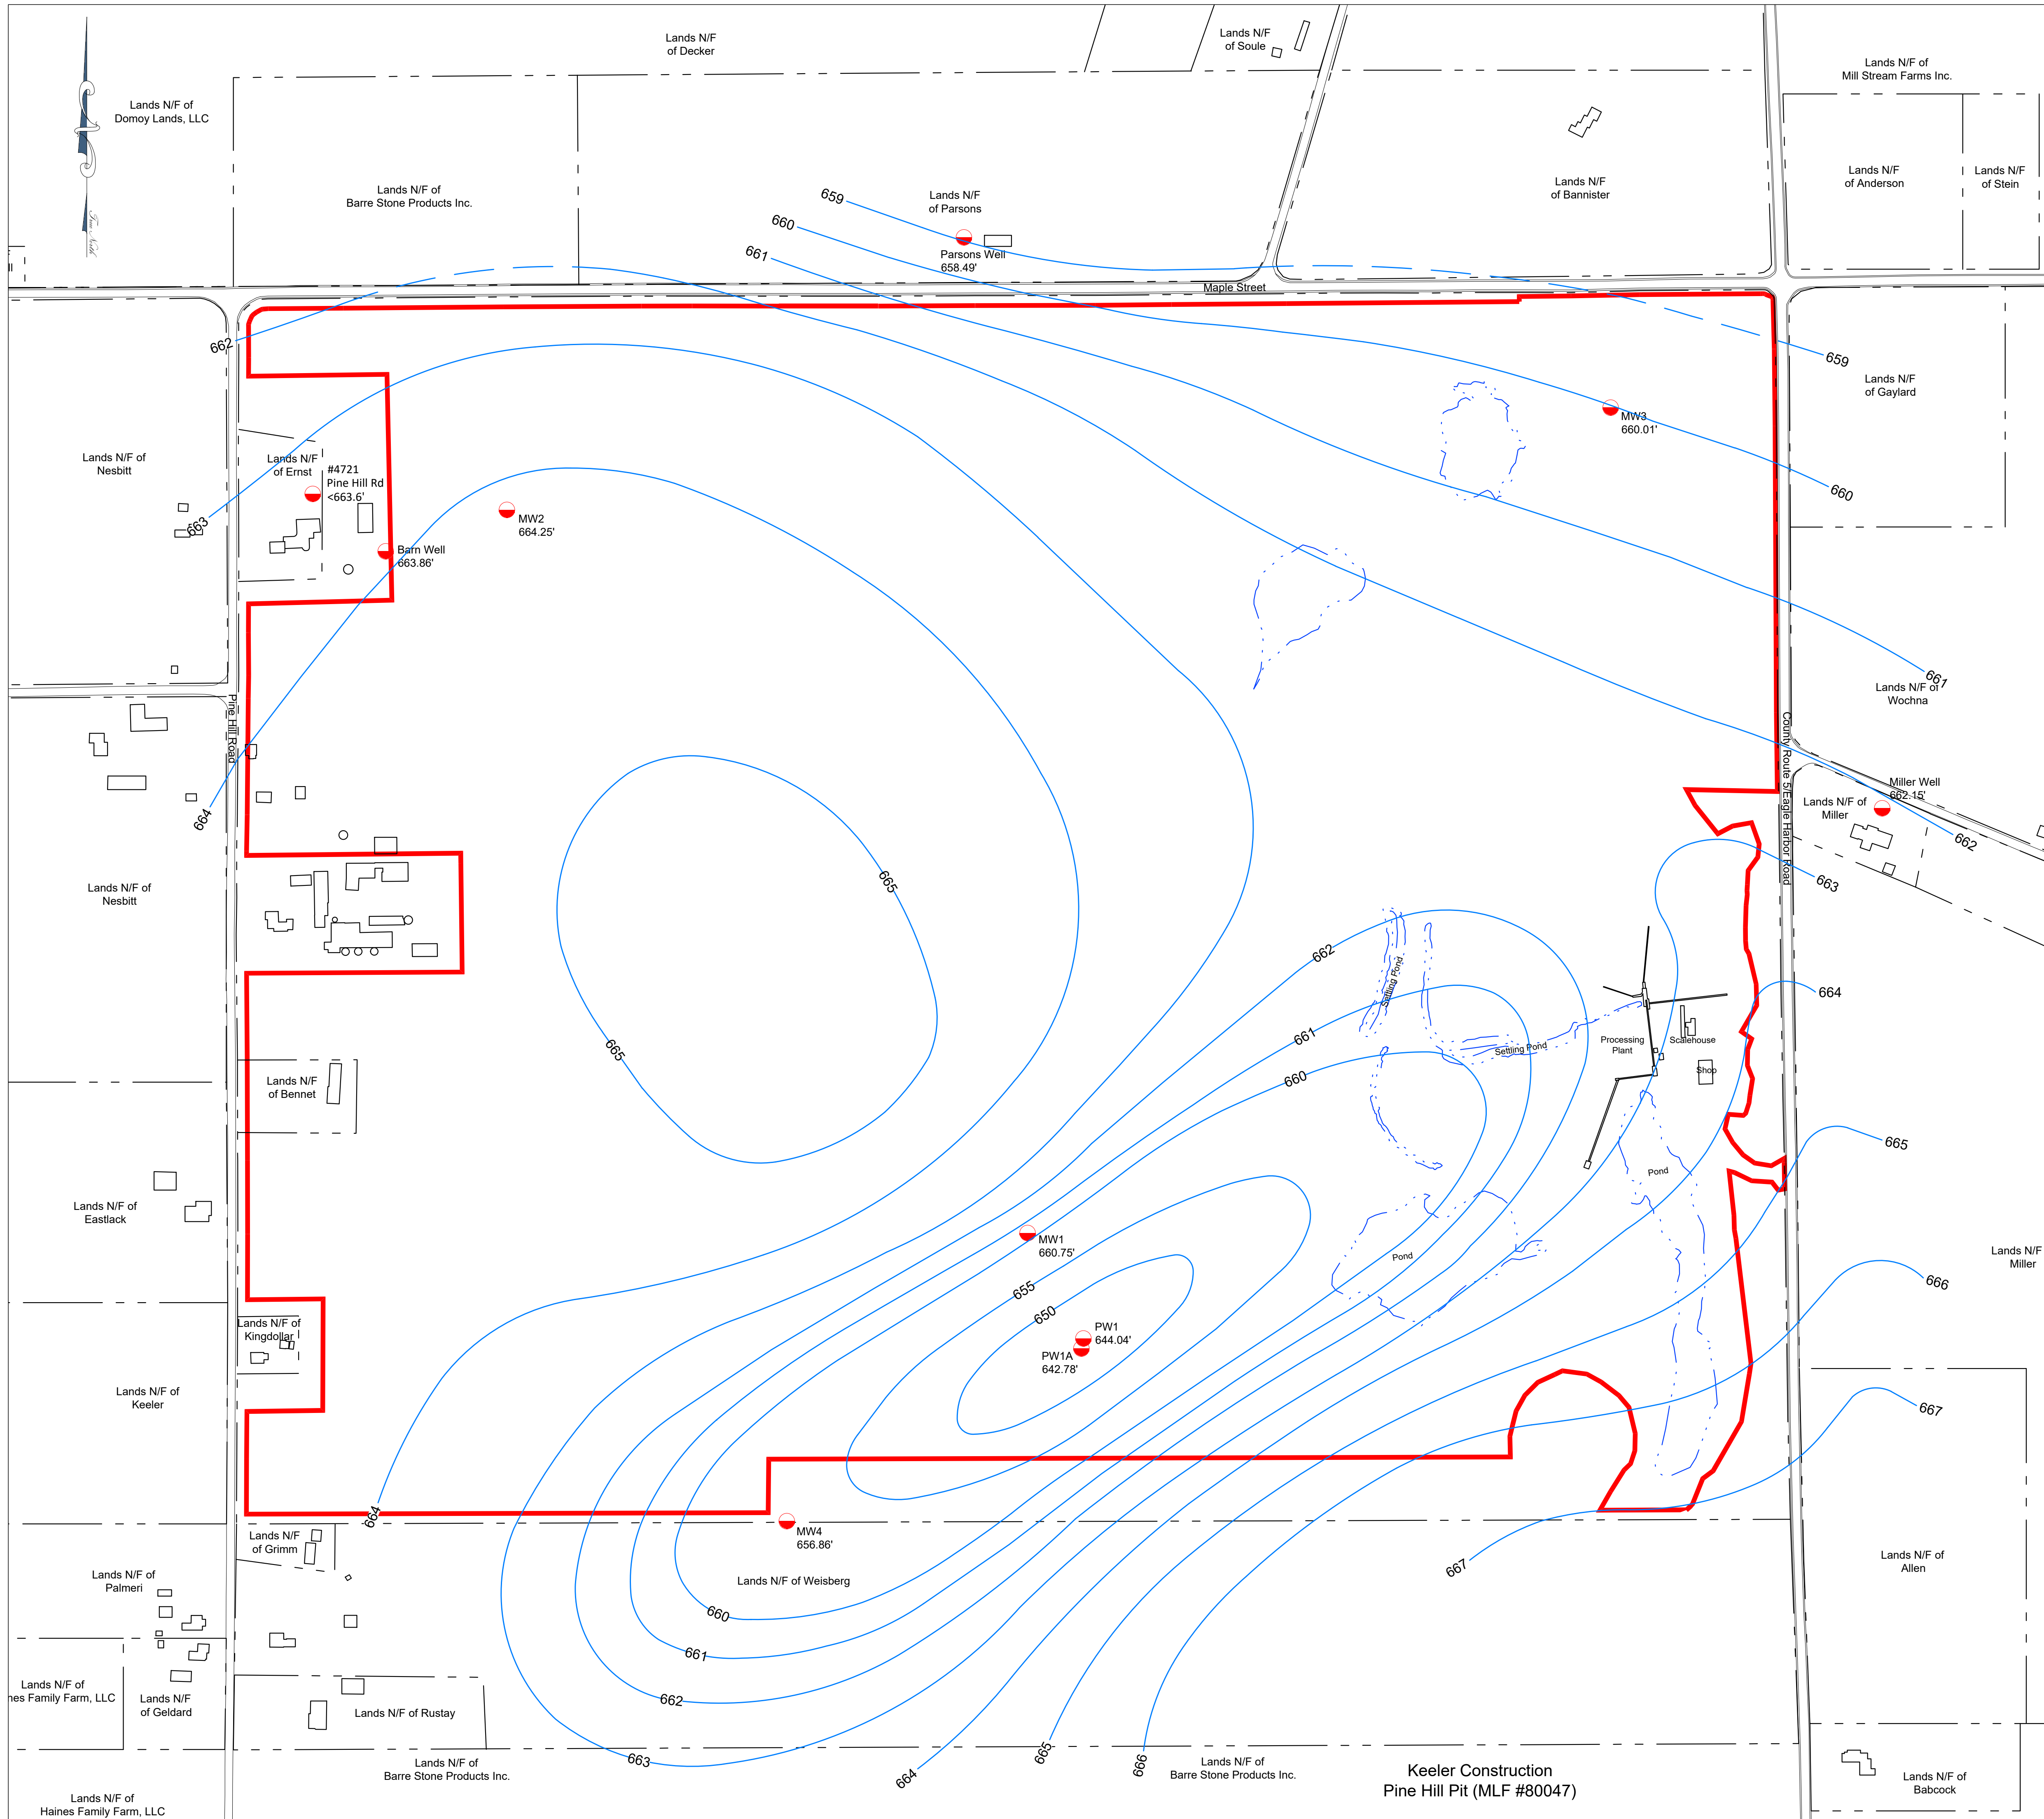 Lands N/F
of Decker
Lands N/F
of Soule
Lands N/F of
Mill Stream Farms Inc.
Lands N/F of
Domoy Lands, LLC
True North
Lands N/F of
Barre Stone Products Inc.
Lands N/F
of Parsons
Lands N/F
of Bannister
Lands N/F
of Anderson
Lands N/F
of Stein
659
660
661
Parsons Well
658.49'
Maple Street
662
659
Lands N/F
of Gaylard
MW3
660.01'
Lands N/F of
Nesbitt
Lands N/F
of Ernst
#4721
Pine Hill Rd
<663.6'
663
MW2
664.25'
Barn Well
663.86'
660
661
Lands N/F of
Wochna
Pine Hill Road
County Route 5/Eagle Harbor Road
664
Miller Well
662.15'
Lands N/F of
Miller
662
663
Lands N/F of
Nesbitt
665
662
Settling Pond
664
661
Settling Pond
Processing
Plant
Scalehouse
Shop
665
660
Lands N/F
of Bennet
665
Pond
Lands N/F of
Eastlack
MW1
660.75'
Pond
Lands N/F
Miller
666
655
650
PW1
644.04'
PW1A
642.78'
Lands N/F of
Kingdollar
Lands N/F of
Keeler
667
664
MW4
656.86'
Lands N/F
of Grimm
667
Lands N/F of
Allen
Lands N/F of
Palmeri
Lands N/F of Weisberg
660
661
662
Lands N/F of
nes Family Farm, LLC
Lands N/F
of Geldard
Lands N/F of Rustay
663
664
665
666
Lands N/F of
Barre Stone Products Inc.
Lands N/F of
Barre Stone Products Inc.
Keeler Construction
Pine Hill Pit (MLF #80047)
Lands N/F of
Babcock
Lands N/F of
Haines Family Farm, LLC